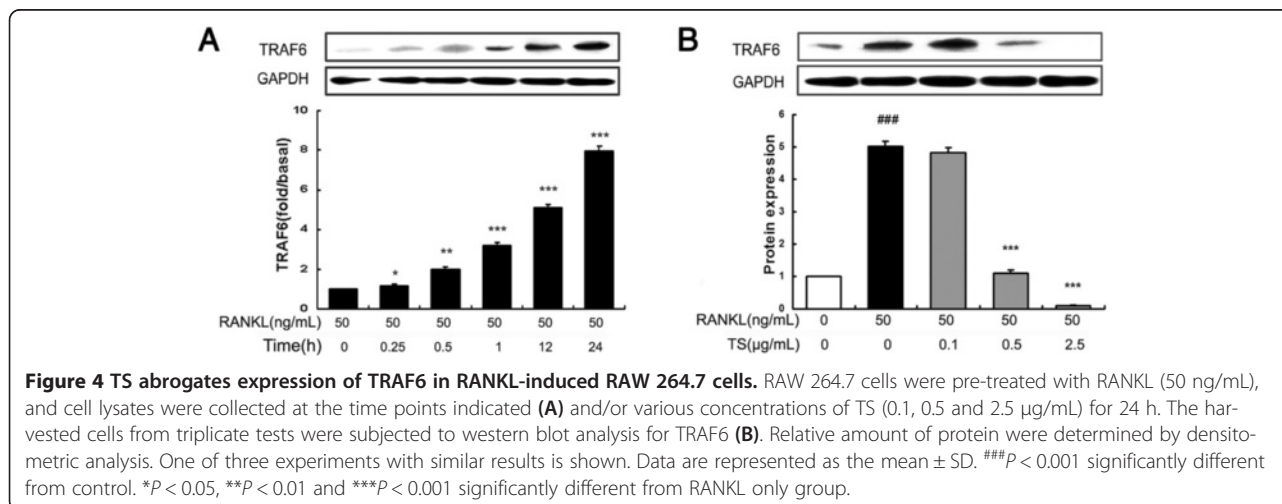 A
TRAF6
GAPDH
TRAF6(fold/basal)
10
8
6
4
2
0
*
**
***
***
***
RANKL(ng/mL) 50 50 50 50 50 50
Time(h) 0 0.25 0.5 1 12 24
B
TRAF6
GAPDH
Protein expression
6
5
4
3
2
1
0
###
***
***
RANKL(ng/mL) 0 50 50 50 50
TS(μg/mL) 0 0 0.1 0.5 2.5
Figure 4 TS abrogates expression of TRAF6 in RANKL-induced RAW 264.7 cells. RAW 264.7 cells were pre-treated with RANKL (50 ng/mL),
and cell lysates were collected at the time points indicated (A) and/or various concentrations of TS (0.1, 0.5 and 2.5 μg/mL) for 24 h. The har-
vested cells from triplicate tests were subjected to western blot analysis for TRAF6 (B). Relative amount of protein were determined by densito-
metric analysis. One of three experiments with similar results is shown. Data are represented as the mean ± SD. ###P < 0.001 significantly different
from control. *P < 0.05, **P < 0.01 and ***P < 0.001 significantly different from RANKL only group.